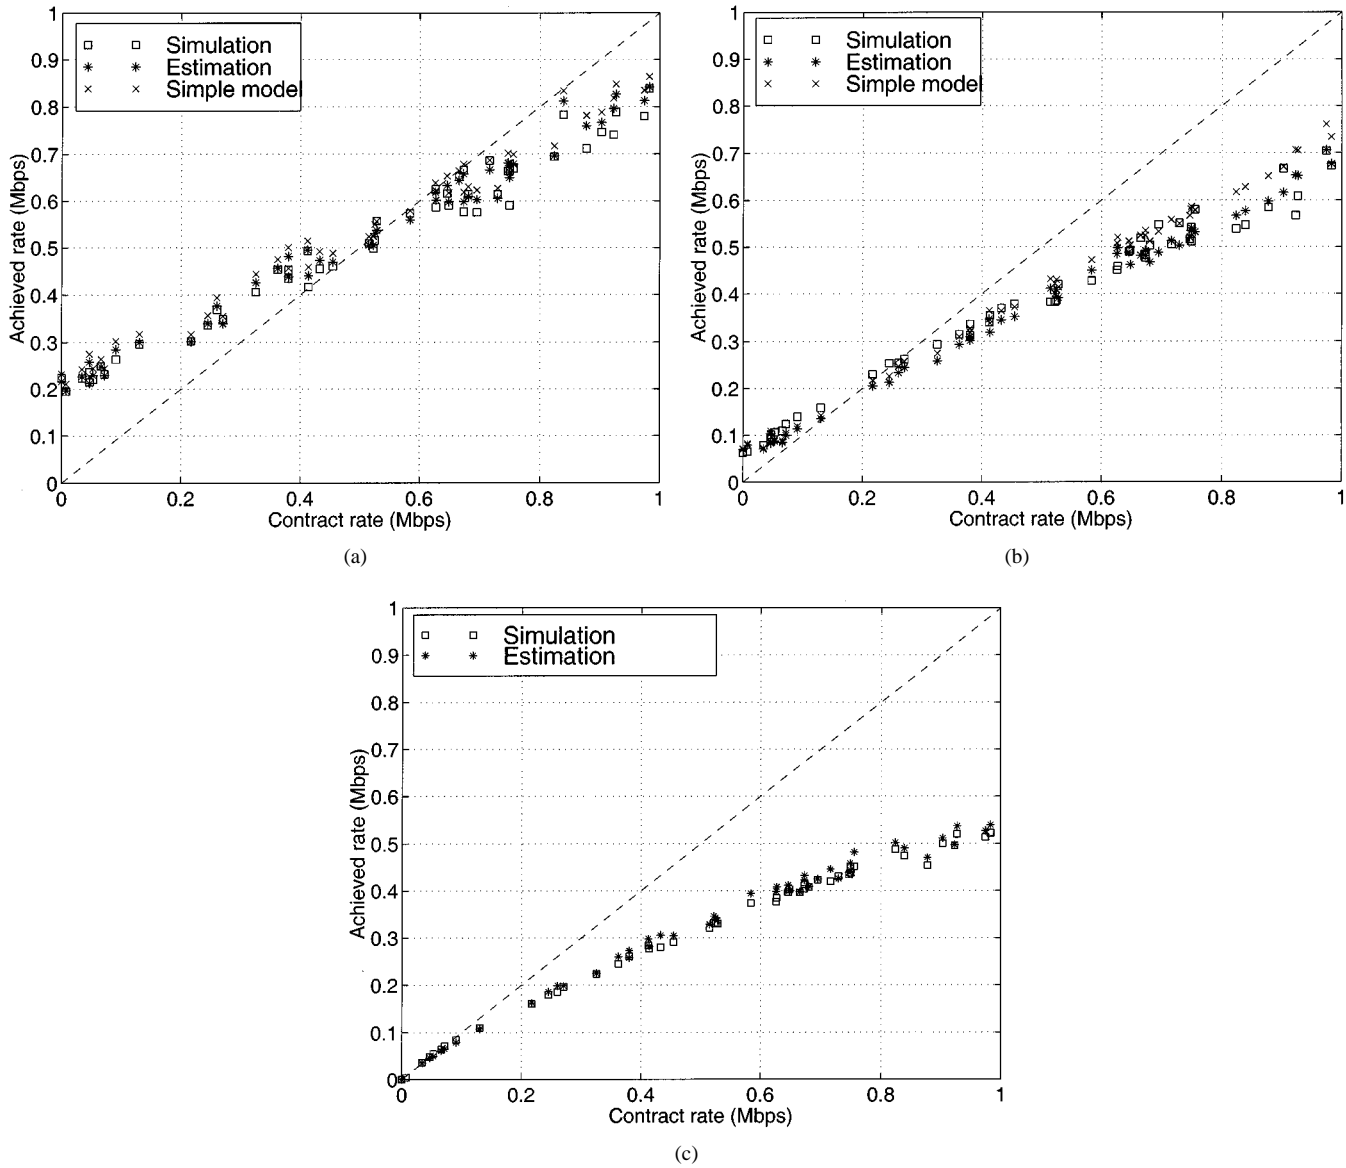 1
0.9
0.8
0.7
0.6
0.5
0.4
0.3
0.2
0.1
0
Achieved rate (Mbps)
Simulation
Estimation
Simple model
0 0.2 0.4 0.6 0.8 1
Contract rate (Mbps)
(a)
1
0.9
0.8
0.7
0.6
0.5
0.4
0.3
0.2
0.1
0
Achieved rate (Mbps)
Simulation
Estimation
Simple model
0 0.2 0.4 0.6 0.8 1
Contract rate (Mbps)
(b)
1
0.9
0.8
0.7
0.6
0.5
0.4
0.3
0.2
0.1
0
Achieved rate (Mbps)
Simulation
Estimation
0 0.2 0.4 0.6 0.8 1
Contract rate (Mbps)
(c)